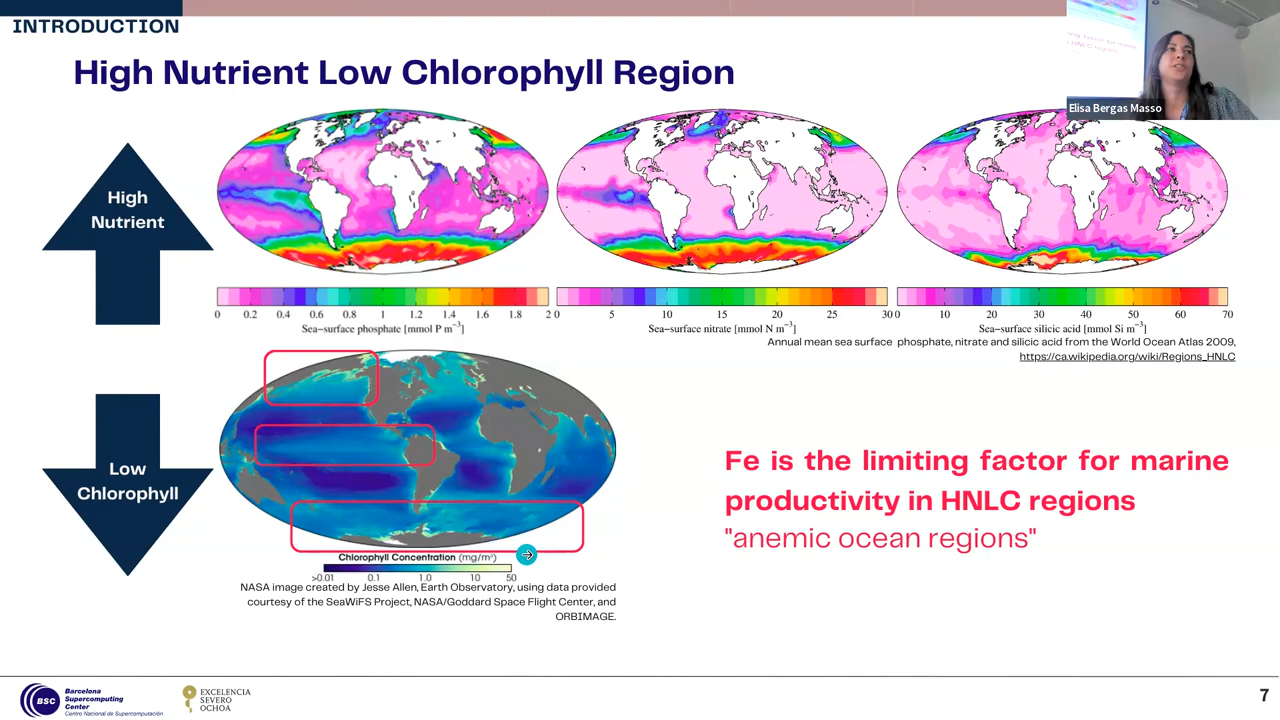 INTRODUCTION
High Nutrient Low Chlorophyll Region
Elisa Bergas Masso
High
Nutrient
0 0.2 0.4 0.6 0.8 1 1.2 1.4 1.6 1.8 2
Sea-surface phosphate [mmol P m⁻³]
0 5 10 15 20 25 30
Sea-surface nitrate [mmol N m⁻³]
0 10 20 30 40 50 60 70
Sea-surface silicic acid [mmol Si m⁻³]
Annual mean sea surface phosphate, nitrate and silicic acid from the World Ocean Atlas 2009,
https://ca.wikipedia.org/wiki/Regions_HNLC
Low
Chlorophyll
Chlorophyll Concentration (mg/m³)
>0.01 0.1 1.0 10 50
NASA image created by Jesse Allen, Earth Observatory, using data provided
courtesy of the SeaWiFS Project, NASA/Goddard Space Flight Center, and
ORBIMAGE.
Fe is the limiting factor for marine
productivity in HNLC regions
"anemic ocean regions"
BSC
Barcelona
Supercomputing
Center
Centro Nacional de Supercomputación
EXCELENCIA
SEVERO
OCHOA
7